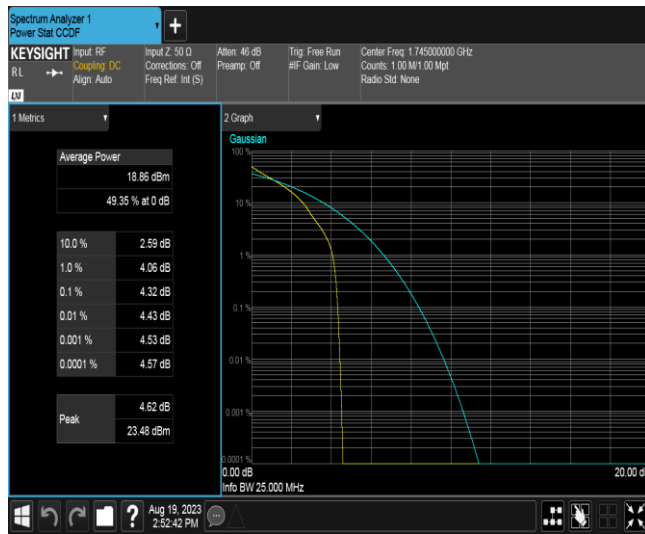 Spectrum Analyzer 1
Power Stat CCDF
+
KEYSIGHT
RL
LXI
Input: RF
Coupling: DC
Align: Auto
Input Z: 50 Ω
Corrections: Off
Freq Ref: Int (S)
Atten: 46 dB
Preamp: Off
Trig: Free Run
#IF Gain: Low
Center Freq: 1.745000000 GHz
Counts: 1.00 M/1.00 Mpt
Radio Std: None
1 Metrics
Average Power
18.86 dBm
49.35 % at 0 dB
10.0 % 2.59 dB
1.0 % 4.06 dB
0.1 % 4.32 dB
0.01 % 4.43 dB
0.001 % 4.53 dB
0.0001 % 4.57 dB
Peak
4.62 dB
23.48 dBm
2 Graph
Gaussian
100 %
10 %
1 %
0.1 %
0.01 %
0.001 %
0.0001 %
0.00 dB
20.00 d
Info BW 25.000 MHz
?
Aug 19, 2023
2:52:42 PM